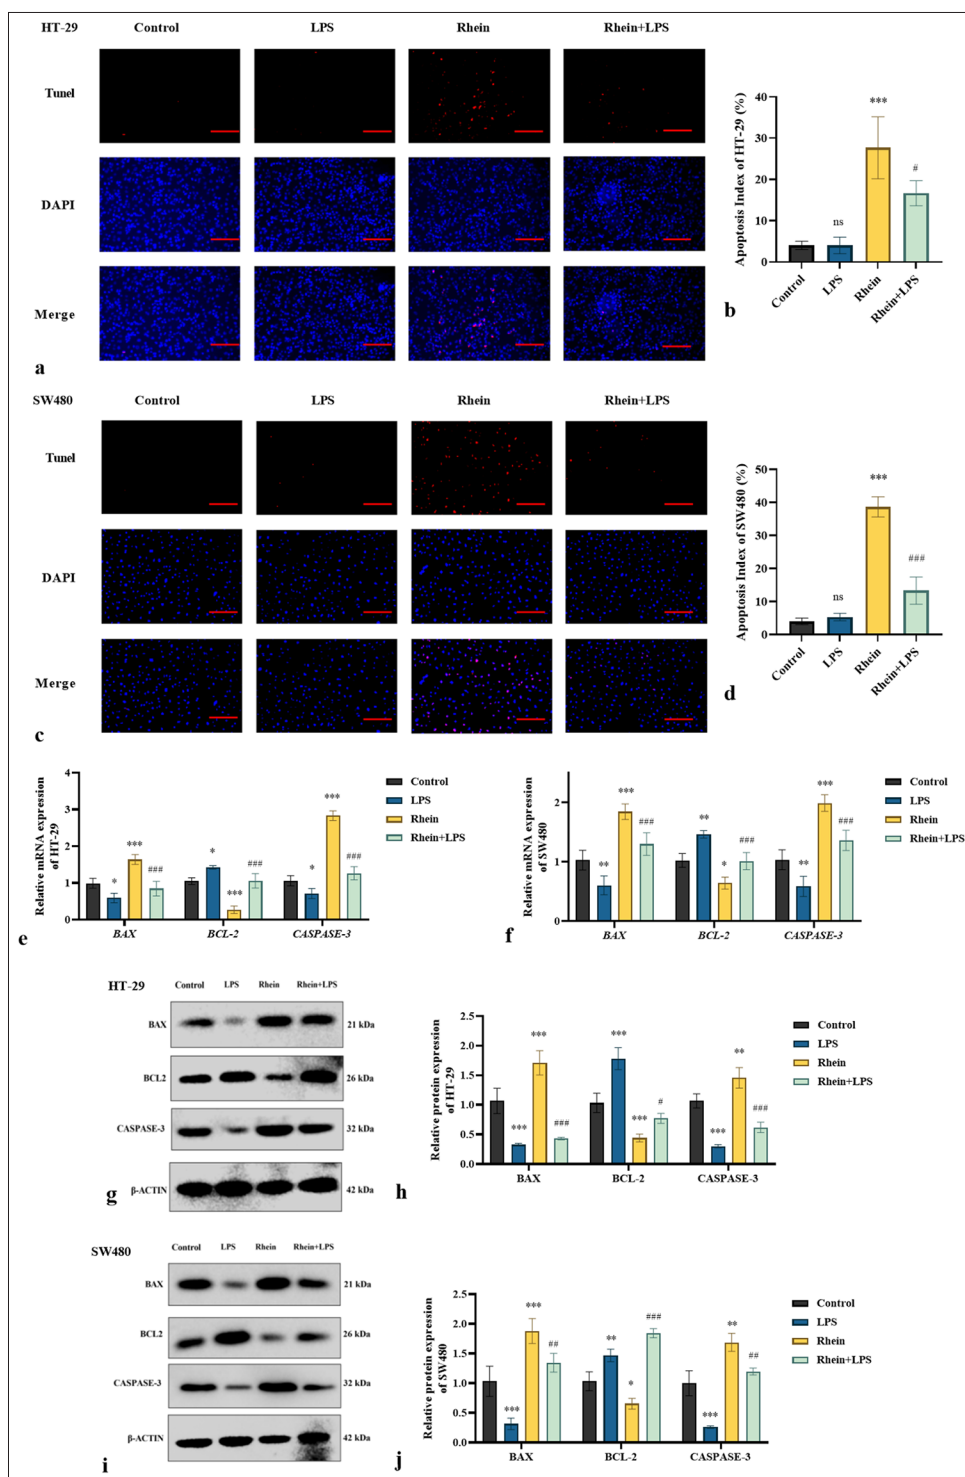 HT-29 Control LPS Rhein Rhein+LPS
Tunel
DAPI
Merge
a
Apoptosis Index of HT-29 (%)
40
30
20
10
0
ns
***
#
Control LPS Rhein Rhein+LPS
b
SW480 Control LPS Rhein Rhein+LPS
Tunel
DAPI
Merge
c
Apoptosis Index of SW480 (%)
50
40
30
20
10
0
ns
***
###
Control LPS Rhein Rhein+LPS
d
Relative mRNA expression
of HT-29
4
3
2
1
0
* *** ###
* *** ###
* *** ###
BAX BCL-2 CASPASE-3
Control
LPS
Rhein
Rhein+LPS
e
Relative mRNA expression
of SW480
2
1
0
** *** ###
** * ###
** *** ###
BAX BCL-2 CASPASE-3
Control
LPS
Rhein
Rhein+LPS
f
HT-29 Control LPS Rhein Rhein+LPS
BAX 21 kDa
BCL2 26 kDa
CASPASE-3 32 kDa
β-ACTIN 42 kDa
g
Relative protein expression
of HT-29
2.5
2.0
1.5
1.0
0.5
0.0
*** *** ###
*** *** #
*** ** ###
BAX BCL-2 CASPASE-3
Control
LPS
Rhein
Rhein+LPS
h
SW480 Control LPS Rhein Rhein+LPS
BAX 21 kDa
BCL2 26 kDa
CASPASE-3 32 kDa
β-ACTIN 42 kDa
i
Relative protein expression
of SW480
2.5
2.0
1.5
1.0
0.5
0.0
*** *** ##
** * ###
*** ** ##
BAX BCL-2 CASPASE-3
Control
LPS
Rhein
Rhein+LPS
j